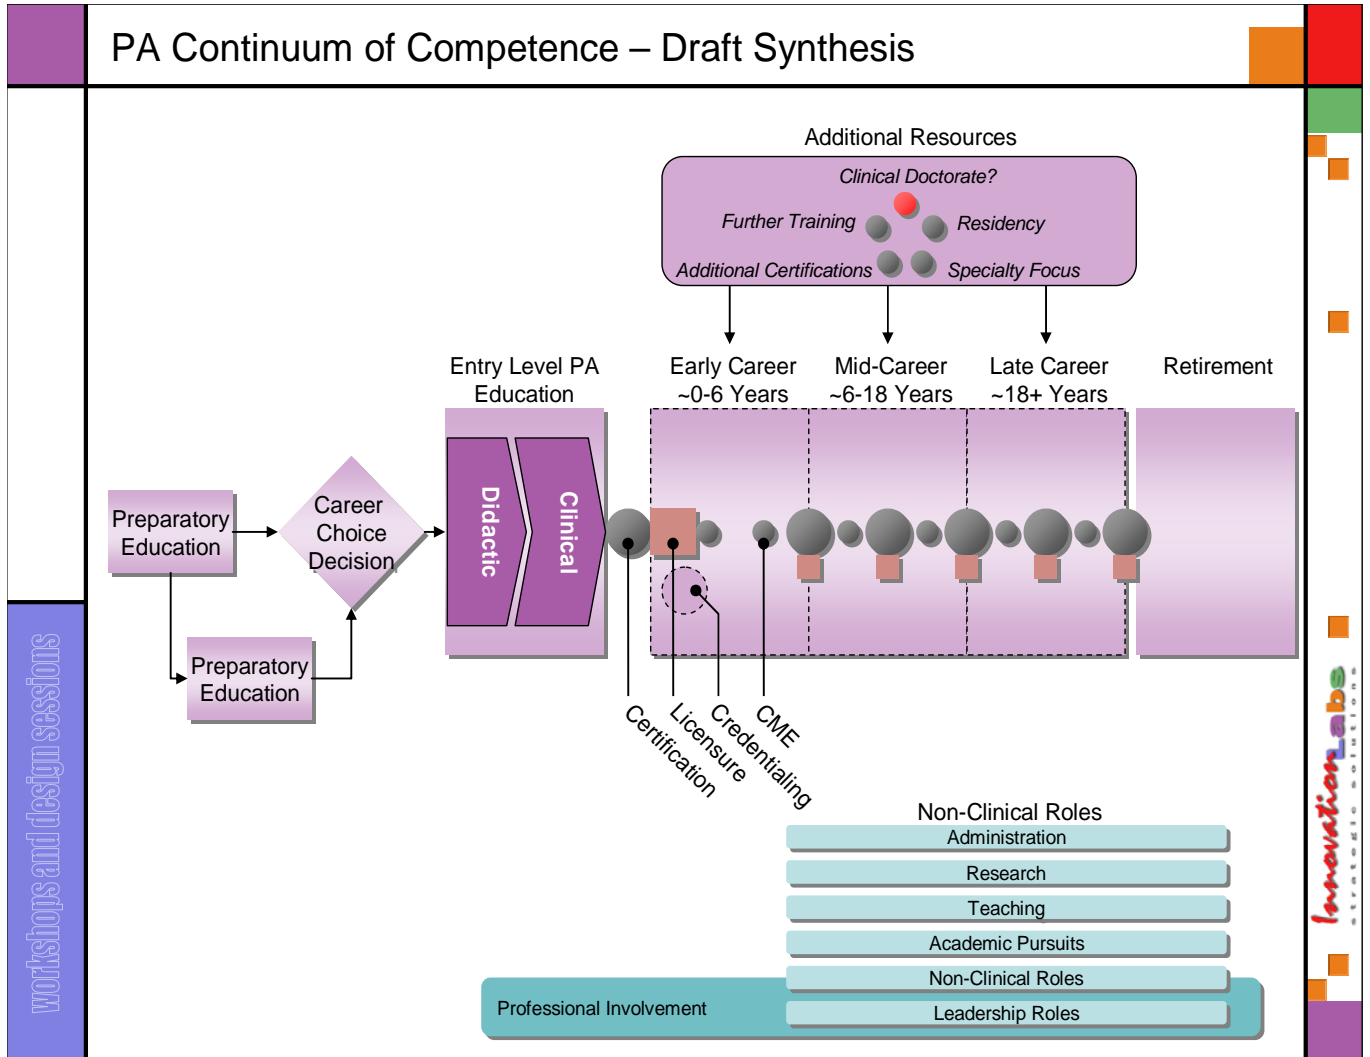 PA Continuum of Competence – Draft Synthesis
Additional Resources
Clinical Doctorate?
Further Training
Residency
Additional Certifications
Specialty Focus
Entry Level PA
Education
Early Career
~0-6 Years
Mid-Career
~6-18 Years
Late Career
~18+ Years
Retirement
Preparatory
Education
Career
Choice
Decision
Didactic
Clinical
Preparatory
Education
Certification
Licensure
Credentialing
CME
Non-Clinical Roles
Administration
Research
Teaching
Academic Pursuits
Non-Clinical Roles
Leadership Roles
Professional Involvement
workshops and design sessions
InnovationLabs
strategic solutions